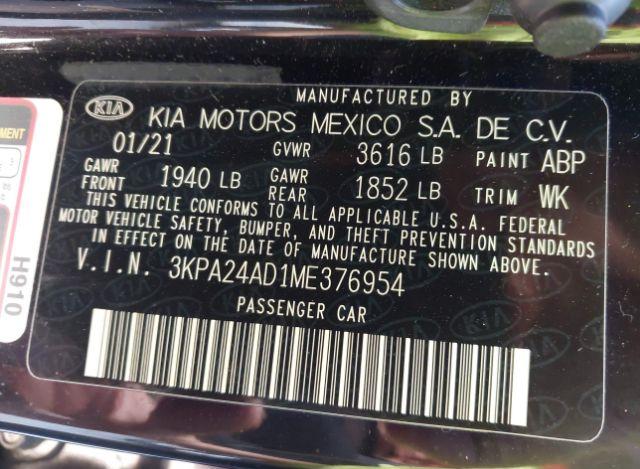 MANUFACTURED BY
KIA KIA MOTORS MEXICO S.A. DE C.V.
01/21 GVWR 3616 LB PAINT ABP
GAWR FRONT 1940 LB GAWR REAR 1852 LB TRIM WK
THIS VEHICLE CONFORMS TO ALL APPLICABLE U.S.A. FEDERAL
MOTOR VEHICLE SAFETY, BUMPER, AND THEFT PREVENTION STANDARDS
IN EFFECT ON THE DATE OF MANUFACTURE SHOWN ABOVE.
V.I.N. 3KPA24AD1ME376954
PASSENGER CAR
H910